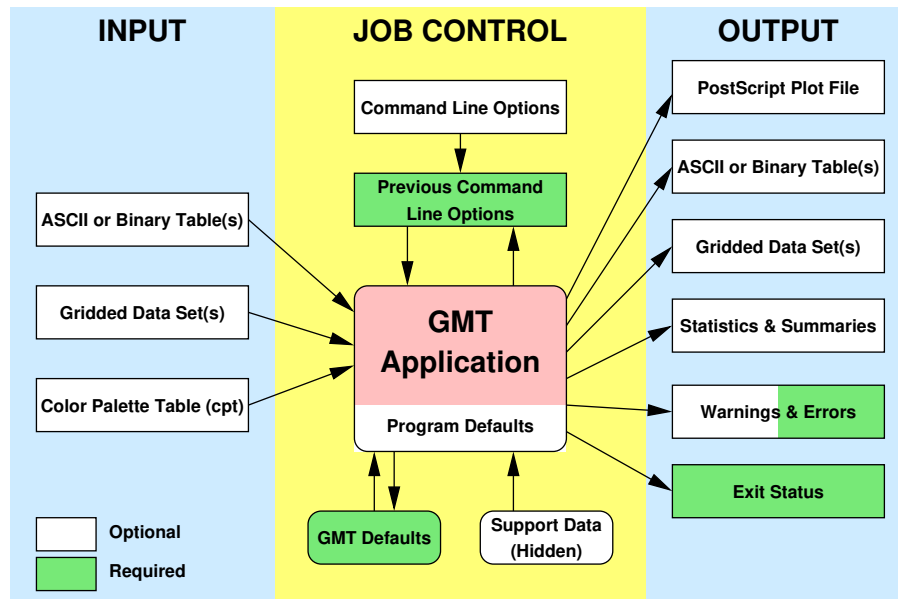 INPUT
JOB CONTROL
OUTPUT
Command Line Options
Previous Command
Line Options
ASCII or Binary Table(s)
Gridded Data Set(s)
Color Palette Table (cpt)
GMT
Application
Program Defaults
GMT Defaults
Support Data
(Hidden)
PostScript Plot File
ASCII or Binary Table(s)
Gridded Data Set(s)
Statistics & Summaries
Warnings & Errors
Exit Status
Optional
Required